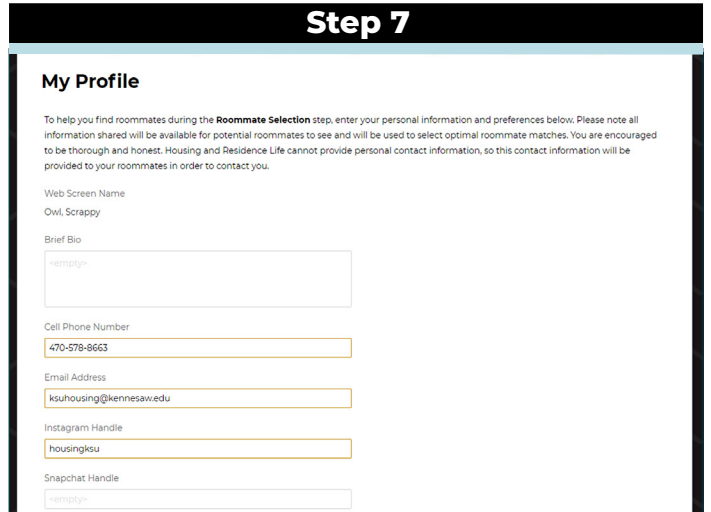 Step 7
My Profile
To help you find roommates during the Roommate Selection step, enter your personal information and preferences below. Please note all
information shared will be available for potential roommates to see and will be used to select optimal roommate matches. You are encouraged
to be thorough and honest. Housing and Residence Life cannot provide personal contact information, so this contact information will be
provided to your roommates in order to contact you.
Web Screen Name
Owl, Scrappy
Brief Bio
<empty>
Cell Phone Number
470-578-8663
Email Address
ksuhousing@kennesaw.edu
Instagram Handle
housingksu
Snapchat Handle
<empty>